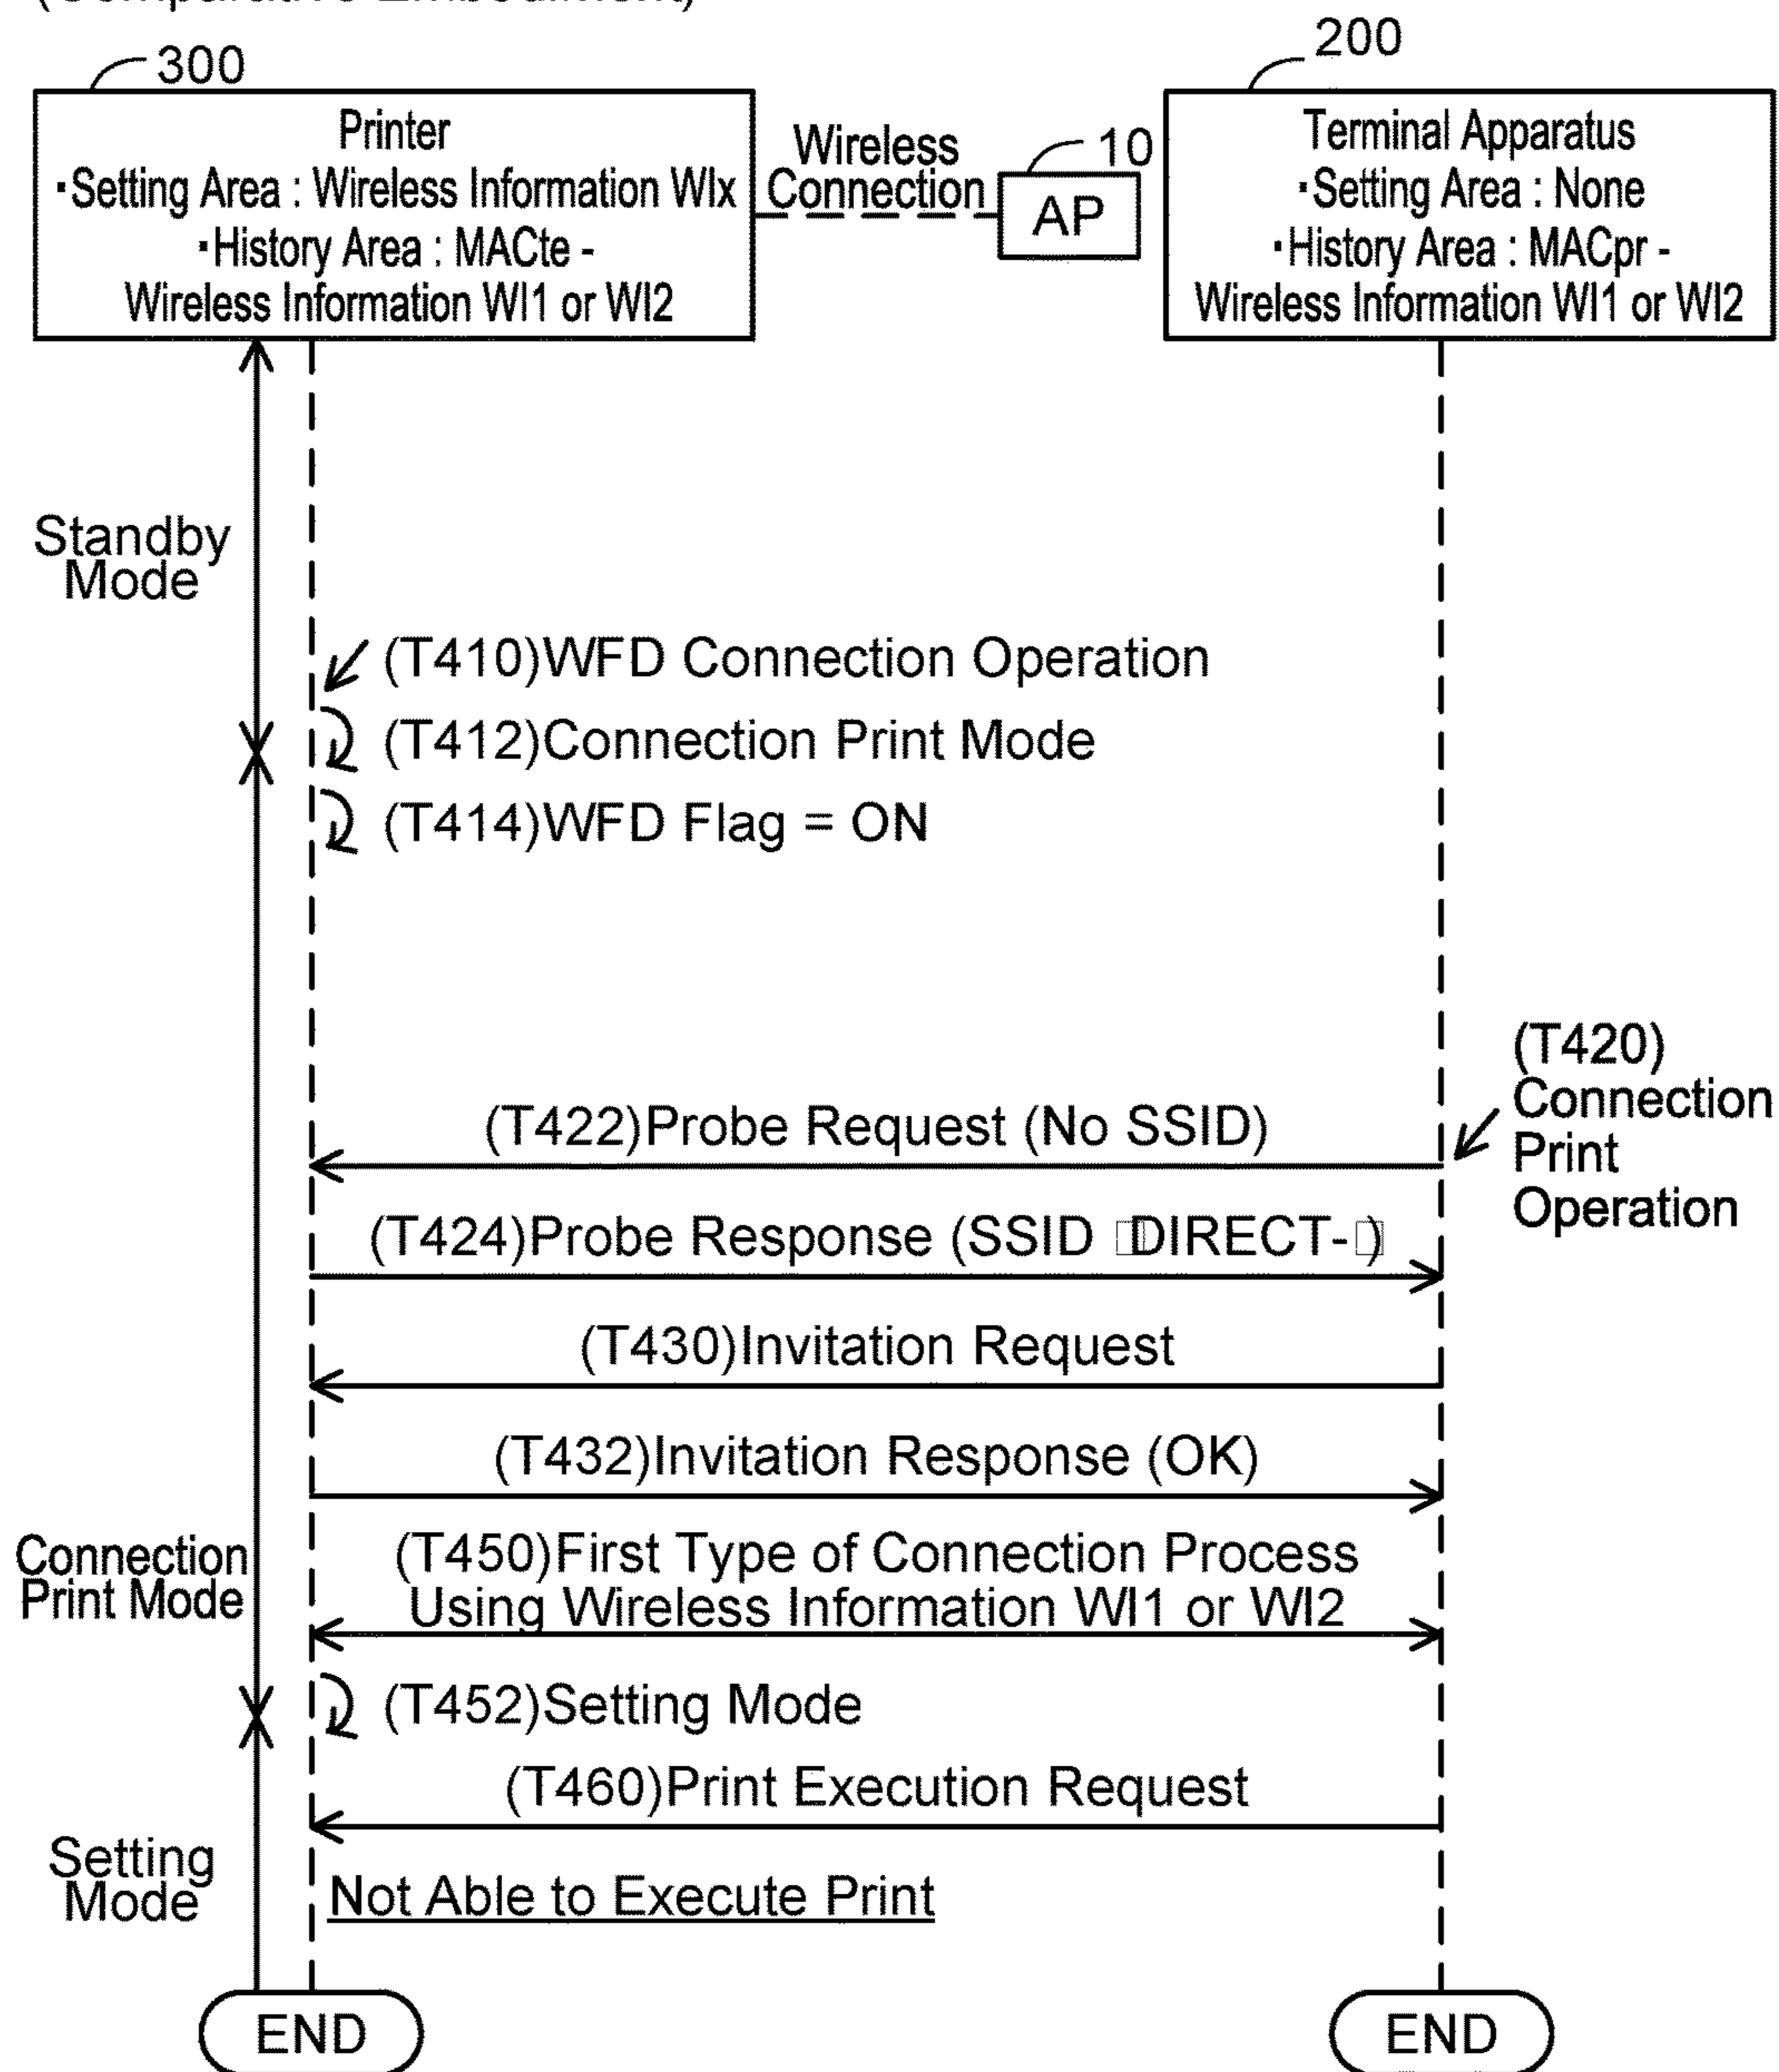 (Comparative Embodiment)
300
200
Printer
·Setting Area : Wireless Information WIx
·History Area : MACte -
Wireless Information WI1 or WI2
Wireless
Connection
10
AP
Terminal Apparatus
·Setting Area : None
·History Area : MACpr -
Wireless Information WI1 or WI2
Standby
Mode
(T410)WFD Connection Operation
(T412)Connection Print Mode
(T414)WFD Flag = ON
(T420)
Connection
Print
Operation
(T422)Probe Request (No SSID)
(T424)Probe Response (SSID □DIRECT-□)
(T430)Invitation Request
(T432)Invitation Response (OK)
Connection
Print Mode
(T450)First Type of Connection Process
Using Wireless Information WI1 or WI2
(T452)Setting Mode
(T460)Print Execution Request
Setting
Mode
Not Able to Execute Print
END
END